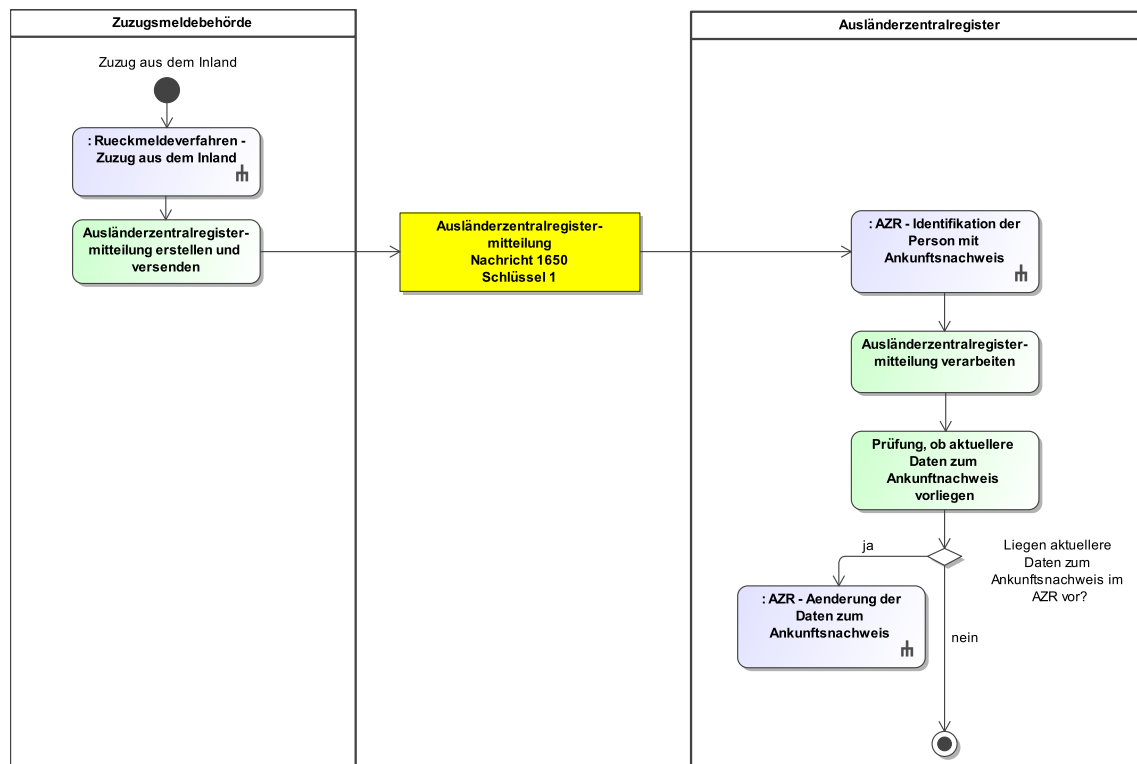 Zuzugsmeldebehörde
Ausländerzentralregister
Zuzug aus dem Inland
: Rueckmeldeverfahren -
Zuzug aus dem Inland
Ausländerzentralregister-
mitteilung erstellen und
versenden
Ausländerzentralregister-
mitteilung
Nachricht 1650
Schlüssel 1
: AZR - Identifikation der
Person mit
Ankunftsnachweis
Ausländerzentralregister-
mitteilung verarbeiten
Prüfung, ob aktuellere
Daten zum
Ankunftnachweis
vorliegen
ja
Liegen aktuellere
Daten zum
Ankunftsnachweis im
AZR vor?
: AZR - Aenderung der
Daten zum
Ankunftsnachweis
nein